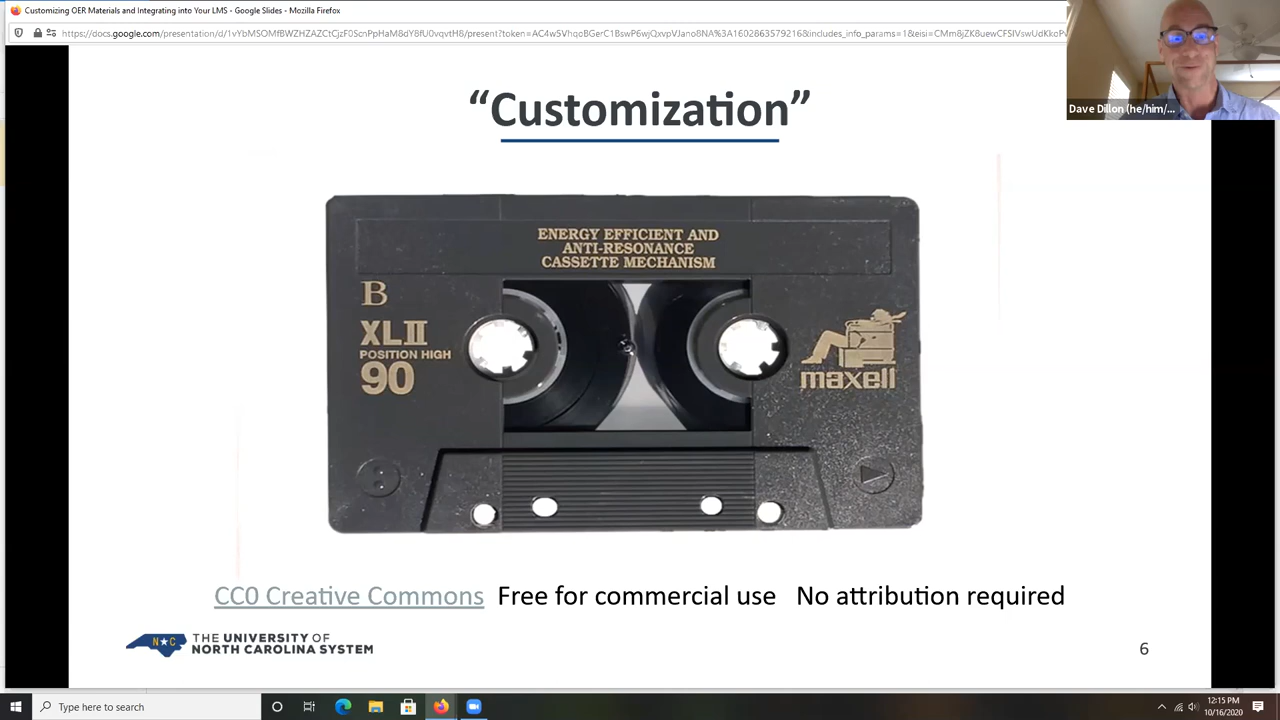 Customizing OER Materials and Integrating into Your LMS - Google Slides - Mozilla Firefox
“Customization”
ENERGY EFFICIENT AND
ANTI-RESONANCE
CASSETTE MECHANISM
B
XLII
POSITION HIGH
90
maxell
CC0 Creative Commons Free for commercial use No attribution required
N C
THE UNIVERSITY OF
NORTH CAROLINA SYSTEM
6
Dave Dillon (he/him/...
Type here to search
12:15 PM
10/16/2020